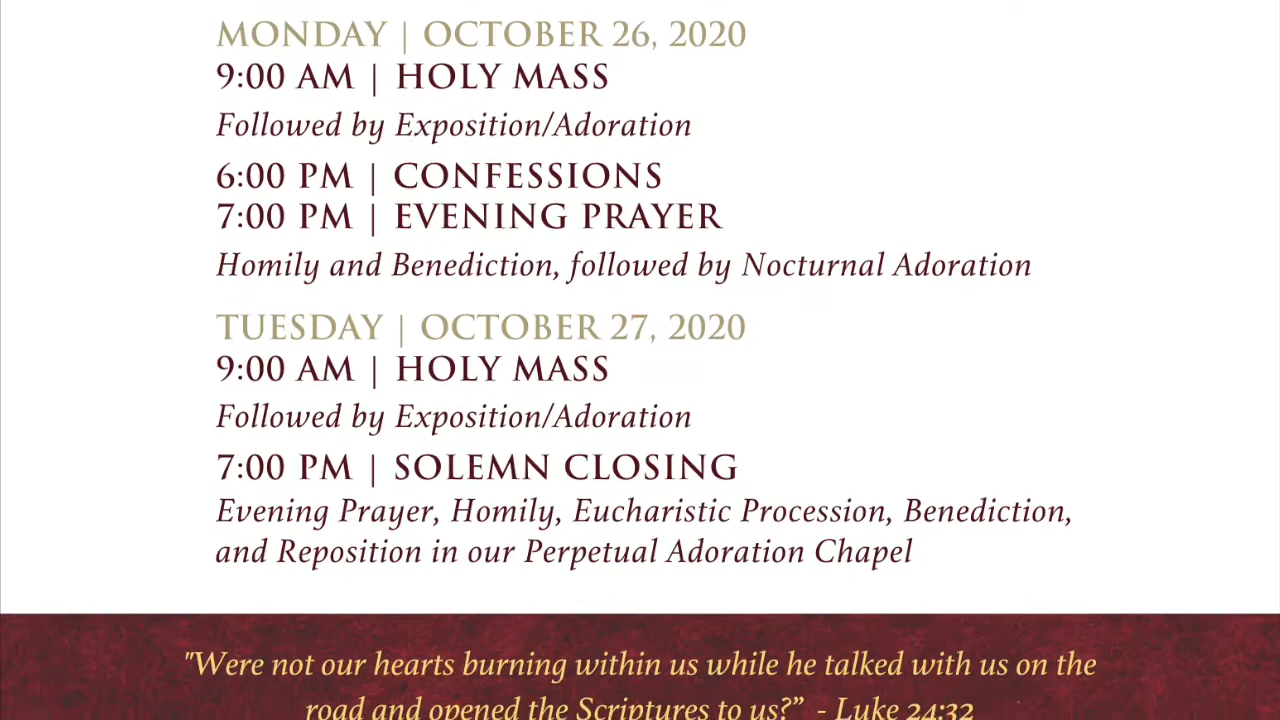 MONDAY | OCTOBER 26, 2020
9:00 AM | HOLY MASS
Followed by Exposition/Adoration
6:00 PM | CONFESSIONS
7:00 PM | EVENING PRAYER
Homily and Benediction, followed by Nocturnal Adoration
TUESDAY | OCTOBER 27, 2020
9:00 AM | HOLY MASS
Followed by Exposition/Adoration
7:00 PM | SOLEMN CLOSING
Evening Prayer, Homily, Eucharistic Procession, Benediction,
and Reposition in our Perpetual Adoration Chapel
"Were not our hearts burning within us while he talked with us on the
road and opened the Scriptures to us?” - Luke 24:32